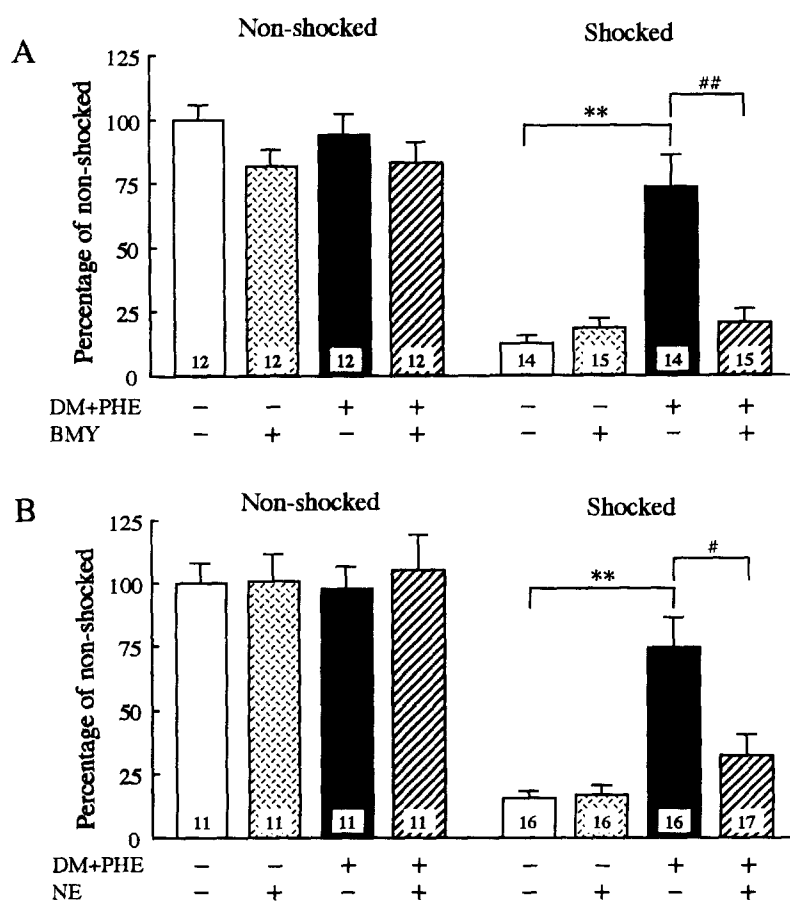 A
Non-shocked Shocked
Percentage of non-shocked
125
100
75
50
25
0
** ##
12 12 12 12 14 15 14 15
DM+PHE − − + + − − + +
BMY − + − + − + − +
B
Non-shocked Shocked
Percentage of non-shocked
125
100
75
50
25
0
** #
11 11 11 11 16 16 16 17
DM+PHE − − + + − − + +
NE − + − + − + − +